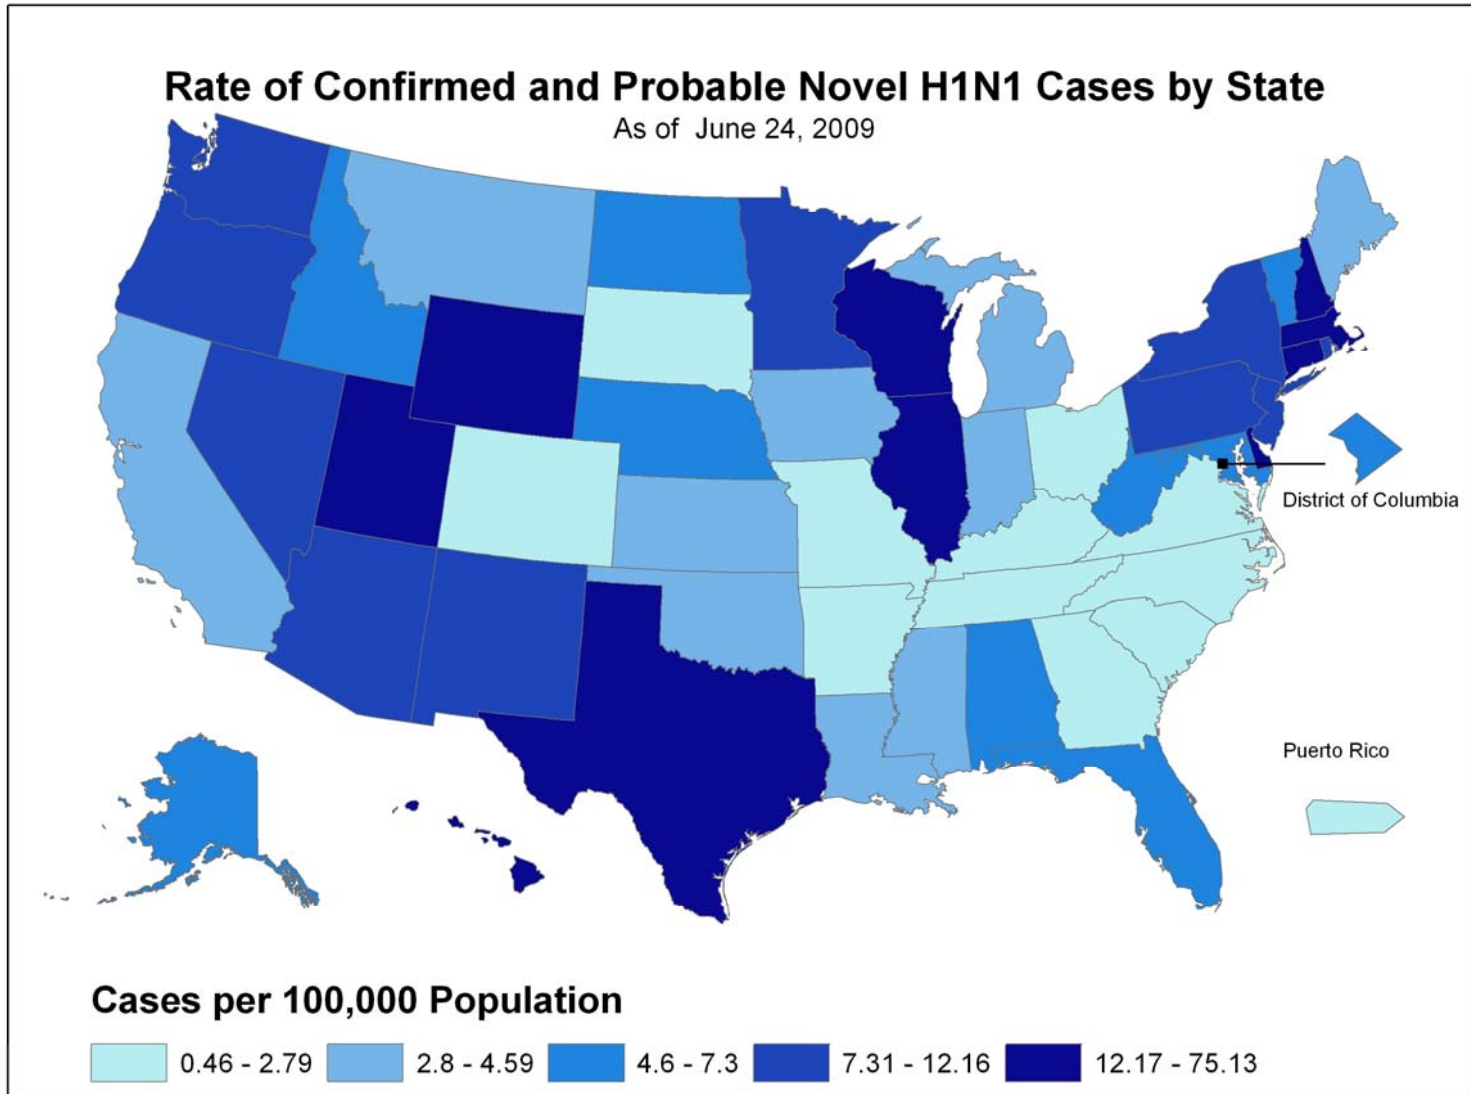 Rate of Confirmed and Probable Novel H1N1 Cases by State
As of June 24, 2009
District of Columbia
Puerto Rico
Cases per 100,000 Population
0.46 - 2.79
2.8 - 4.59
4.6 - 7.3
7.31 - 12.16
12.17 - 75.13